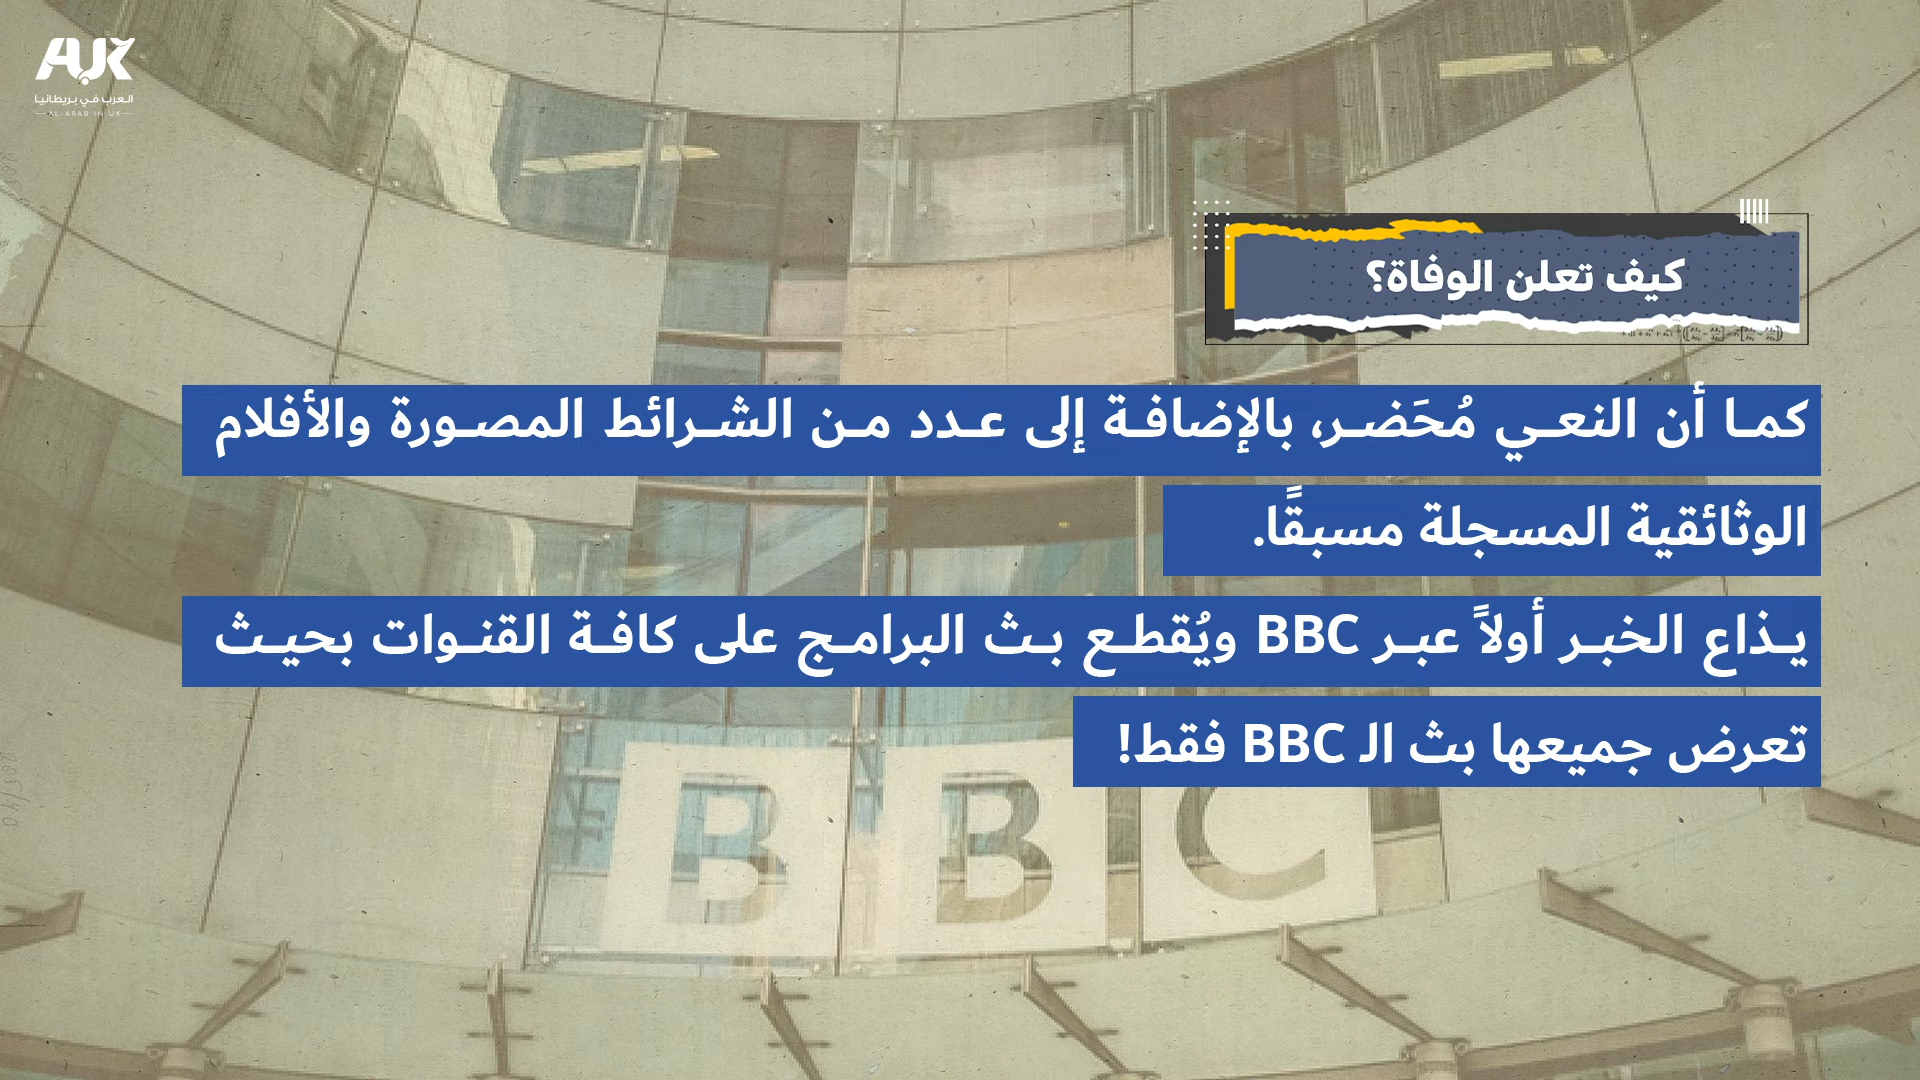 AUK
العرب في بريطانيا
AL-ARAB IN UK
كيف تعلن الوفاة؟
كما أن النعي مُحَضر، بالإضافة إلى عدد من الشرائط المصورة والأفلام
الوثائقية المسجلة مسبقًا.
يذاع الخبر أولاً عبر BBC ويُقطع بث البرامج على كافة القنوات بحيث
تعرض جميعها بث الـ BBC فقط!
BBC